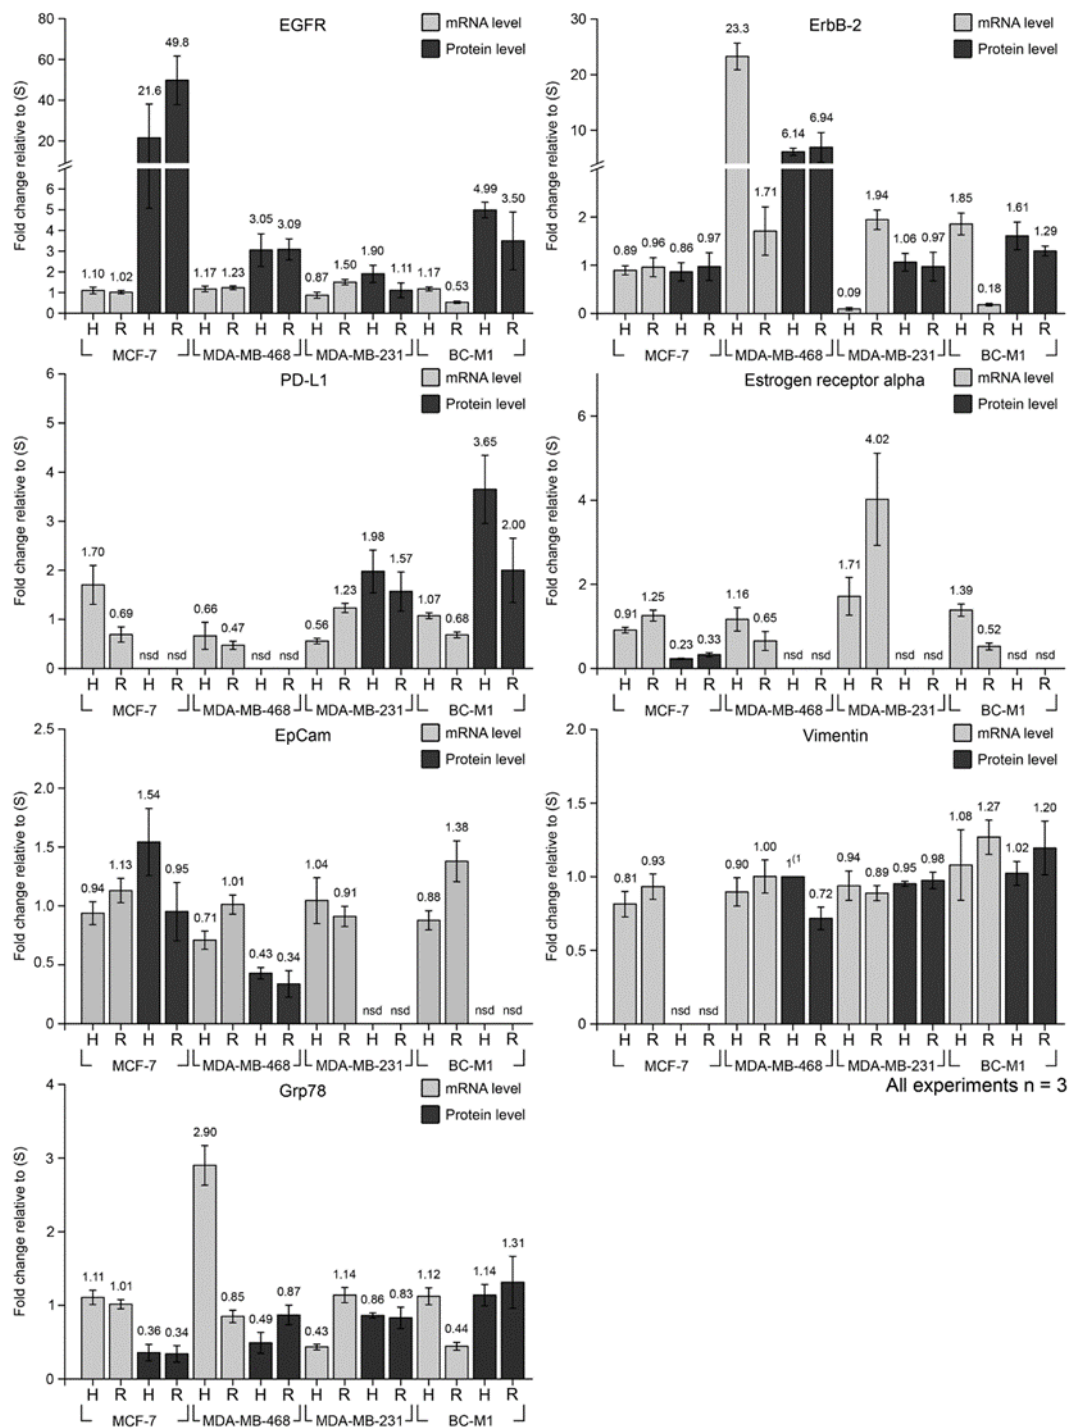 EGFR
mRNA level
Protein level
Fold change relative to (S)
80
60
40
20
6
5
4
3
2
1
0
1.10
1.02
21.6
49.8
1.17
1.23
3.05
3.09
0.87
1.50
1.90
1.11
1.17
0.53
4.99
3.50
H R H R H R H R H R H R H R H R
MCF-7 MDA-MB-468 MDA-MB-231 BC-M1
ErbB-2
mRNA level
Protein level
Fold change relative to (S)
30
20
10
2
1
0
0.89
0.96
0.86
0.97
23.3
1.71
6.14
6.94
0.09
1.94
1.06
0.97
1.85
0.18
1.61
1.29
H R H R H R H R H R H R H R H R
MCF-7 MDA-MB-468 MDA-MB-231 BC-M1
PD-L1
mRNA level
Protein level
Fold change relative to (S)
6
5
4
3
2
1
0
1.70
0.69
nsd
nsd
0.66
0.47
nsd
nsd
0.56
1.23
1.98
1.57
1.07
0.68
3.65
2.00
H R H R H R H R H R H R H R H R
MCF-7 MDA-MB-468 MDA-MB-231 BC-M1
Estrogen receptor alpha
mRNA level
Protein level
Fold change relative to (S)
6
4
2
0
0.91
1.25
0.23
0.33
1.16
0.65
nsd
nsd
1.71
4.02
nsd
nsd
1.39
0.52
nsd
nsd
H R H R H R H R H R H R H R H R
MCF-7 MDA-MB-468 MDA-MB-231 BC-M1
EpCam
mRNA level
Protein level
Fold change relative to (S)
2.5
2.0
1.5
1.0
0.5
0
0.94
1.13
1.54
0.95
0.71
1.01
0.43
0.34
1.04
0.91
nsd
nsd
0.88
1.38
nsd
nsd
H R H R H R H R H R H R H R H R
MCF-7 MDA-MB-468 MDA-MB-231 BC-M1
Vimentin
mRNA level
Protein level
Fold change relative to (S)
2.0
1.5
1.0
0.5
0
0.81
0.93
nsd
nsd
0.90
1.00
1(1
0.72
0.94
0.89
0.95
0.98
1.08
1.27
1.02
1.20
H R H R H R H R H R H R H R H R
MCF-7 MDA-MB-468 MDA-MB-231 BC-M1
All experiments n = 3
Grp78
mRNA level
Protein level
Fold change relative to (S)
4
3
2
1
0
1.11
1.01
0.36
0.34
2.90
0.85
0.49
0.87
0.43
1.14
0.86
0.83
1.12
0.44
1.14
1.31
H R H R H R H R H R H R H R H R
MCF-7 MDA-MB-468 MDA-MB-231 BC-M1